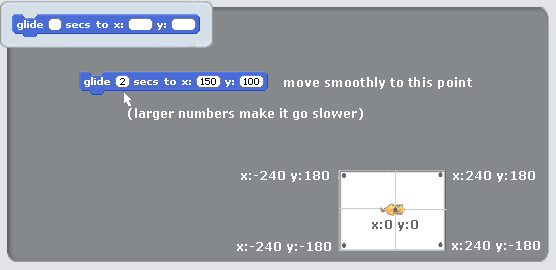 glide secs to x: y:
glide 2 secs to x: 150 y: 100 move smoothly to this point
(larger numbers make it go slower)
x:-240 y:180 x:240 y:180
x:0 y:0
x:-240 y:-180 x:240 y:-180